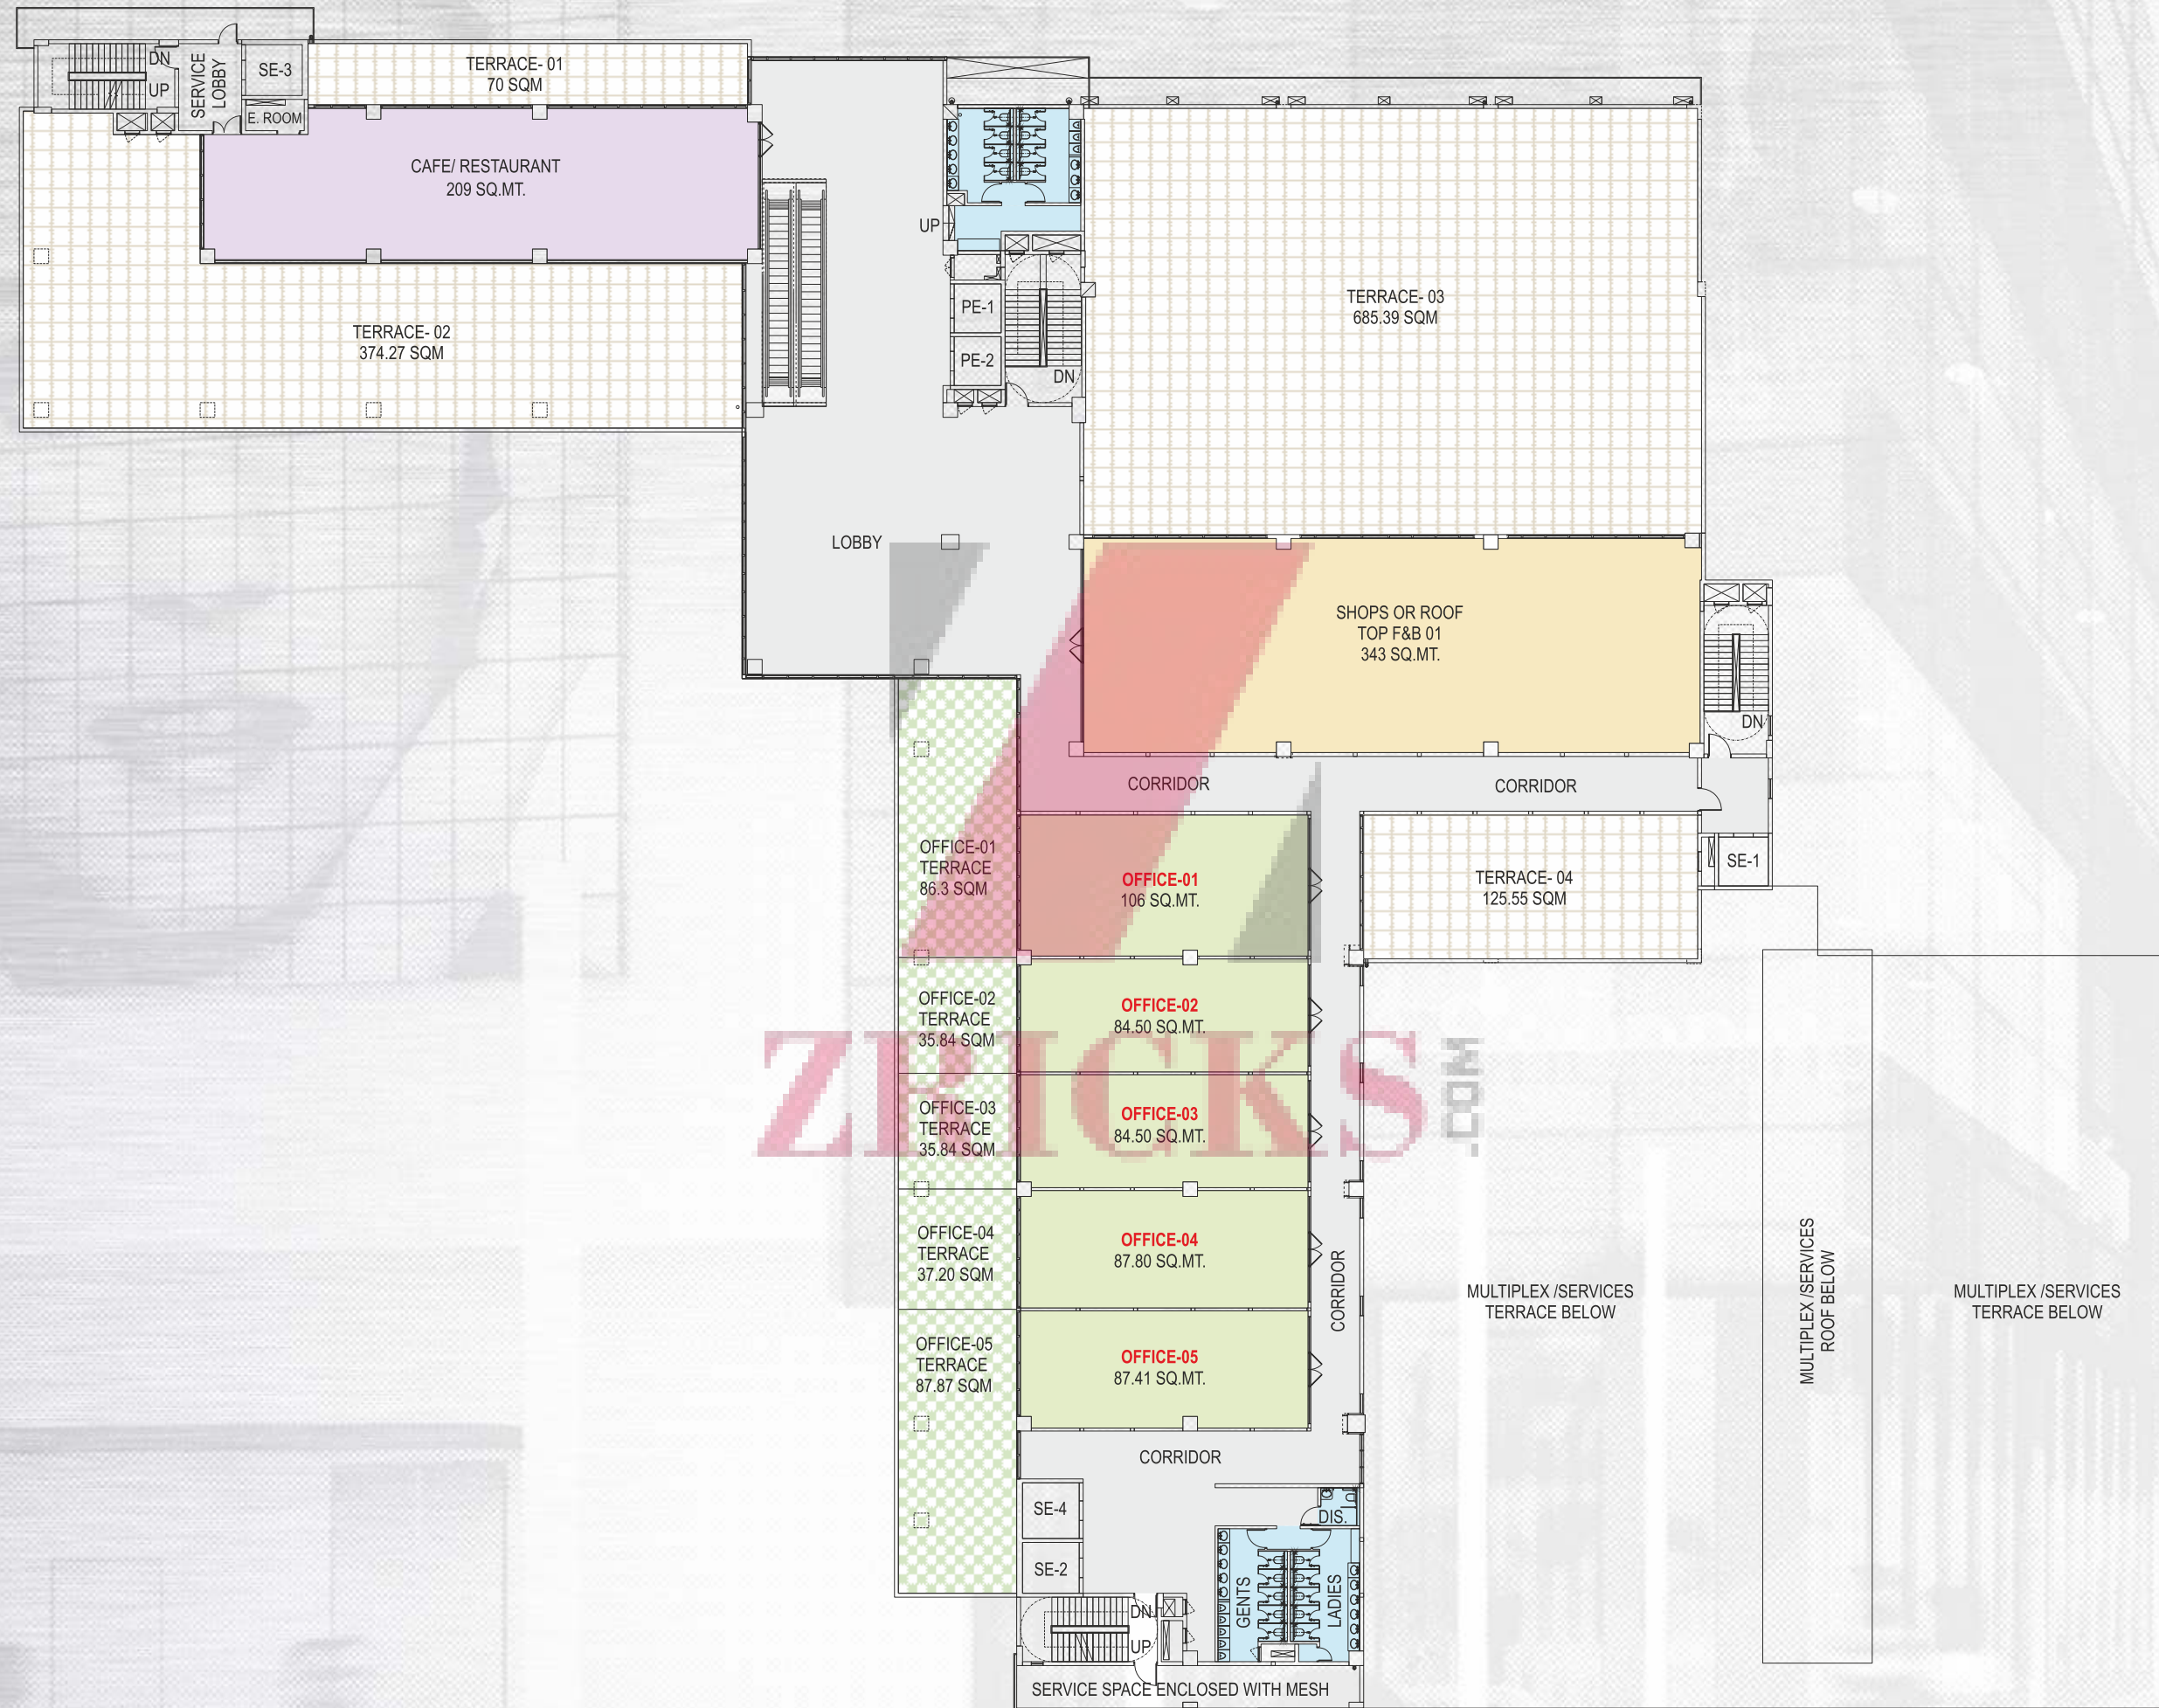 DN
UP
SERVICE
LOBBY
SE-3
E. ROOM
TERRACE- 01
70 SQM
CAFE/ RESTAURANT
209 SQ.MT.
TERRACE- 02
374.27 SQM
UP
PE-1
PE-2
DN
TERRACE- 03
685.39 SQM
LOBBY
SHOPS OR ROOF
TOP F&B 01
343 SQ.MT.
DN
CORRIDOR
CORRIDOR
OFFICE-01
TERRACE
86.3 SQM
OFFICE-01
106 SQ.MT.
TERRACE- 04
125.55 SQM
SE-1
OFFICE-02
TERRACE
35.84 SQM
OFFICE-02
84.50 SQ.MT.
ZRICKS
.COM
OFFICE-03
TERRACE
35.84 SQM
OFFICE-03
84.50 SQ.MT.
OFFICE-04
TERRACE
37.20 SQM
OFFICE-04
87.80 SQ.MT.
CORRIDOR
MULTIPLEX /SERVICES
TERRACE BELOW
MULTIPLEX /SERVICES
ROOF BELOW
MULTIPLEX /SERVICES
TERRACE BELOW
OFFICE-05
TERRACE
87.87 SQM
OFFICE-05
87.41 SQ.MT.
CORRIDOR
SE-4
DIS.
SE-2
GENTS
LADIES
DN
UP
SERVICE SPACE ENCLOSED WITH MESH